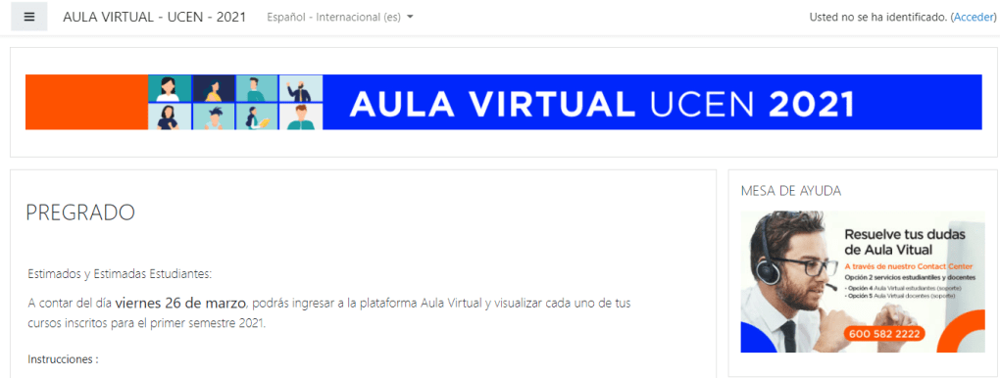 AULA VIRTUAL - UCEN - 2021
Español - Internacional (es)
Usted no se ha identificado. (Acceder)
AULA VIRTUAL UCEN 2021
PREGRADO
Estimados y Estimadas Estudiantes:
A contar del día viernes 26 de marzo, podrás ingresar a la plataforma Aula Virtual y visualizar cada uno de tus
cursos inscritos para el primer semestre 2021.
Instrucciones :
MESA DE AYUDA
Resuelve tus dudas
de Aula Vitual
A través de nuestro Contact Center
Opción 2 servicios estudiantiles y docentes
- Opción 4 Aula Virtual estudiantes (soporte)
- Opción 5 Aula Virtual docentes (soporte)
600 582 2222